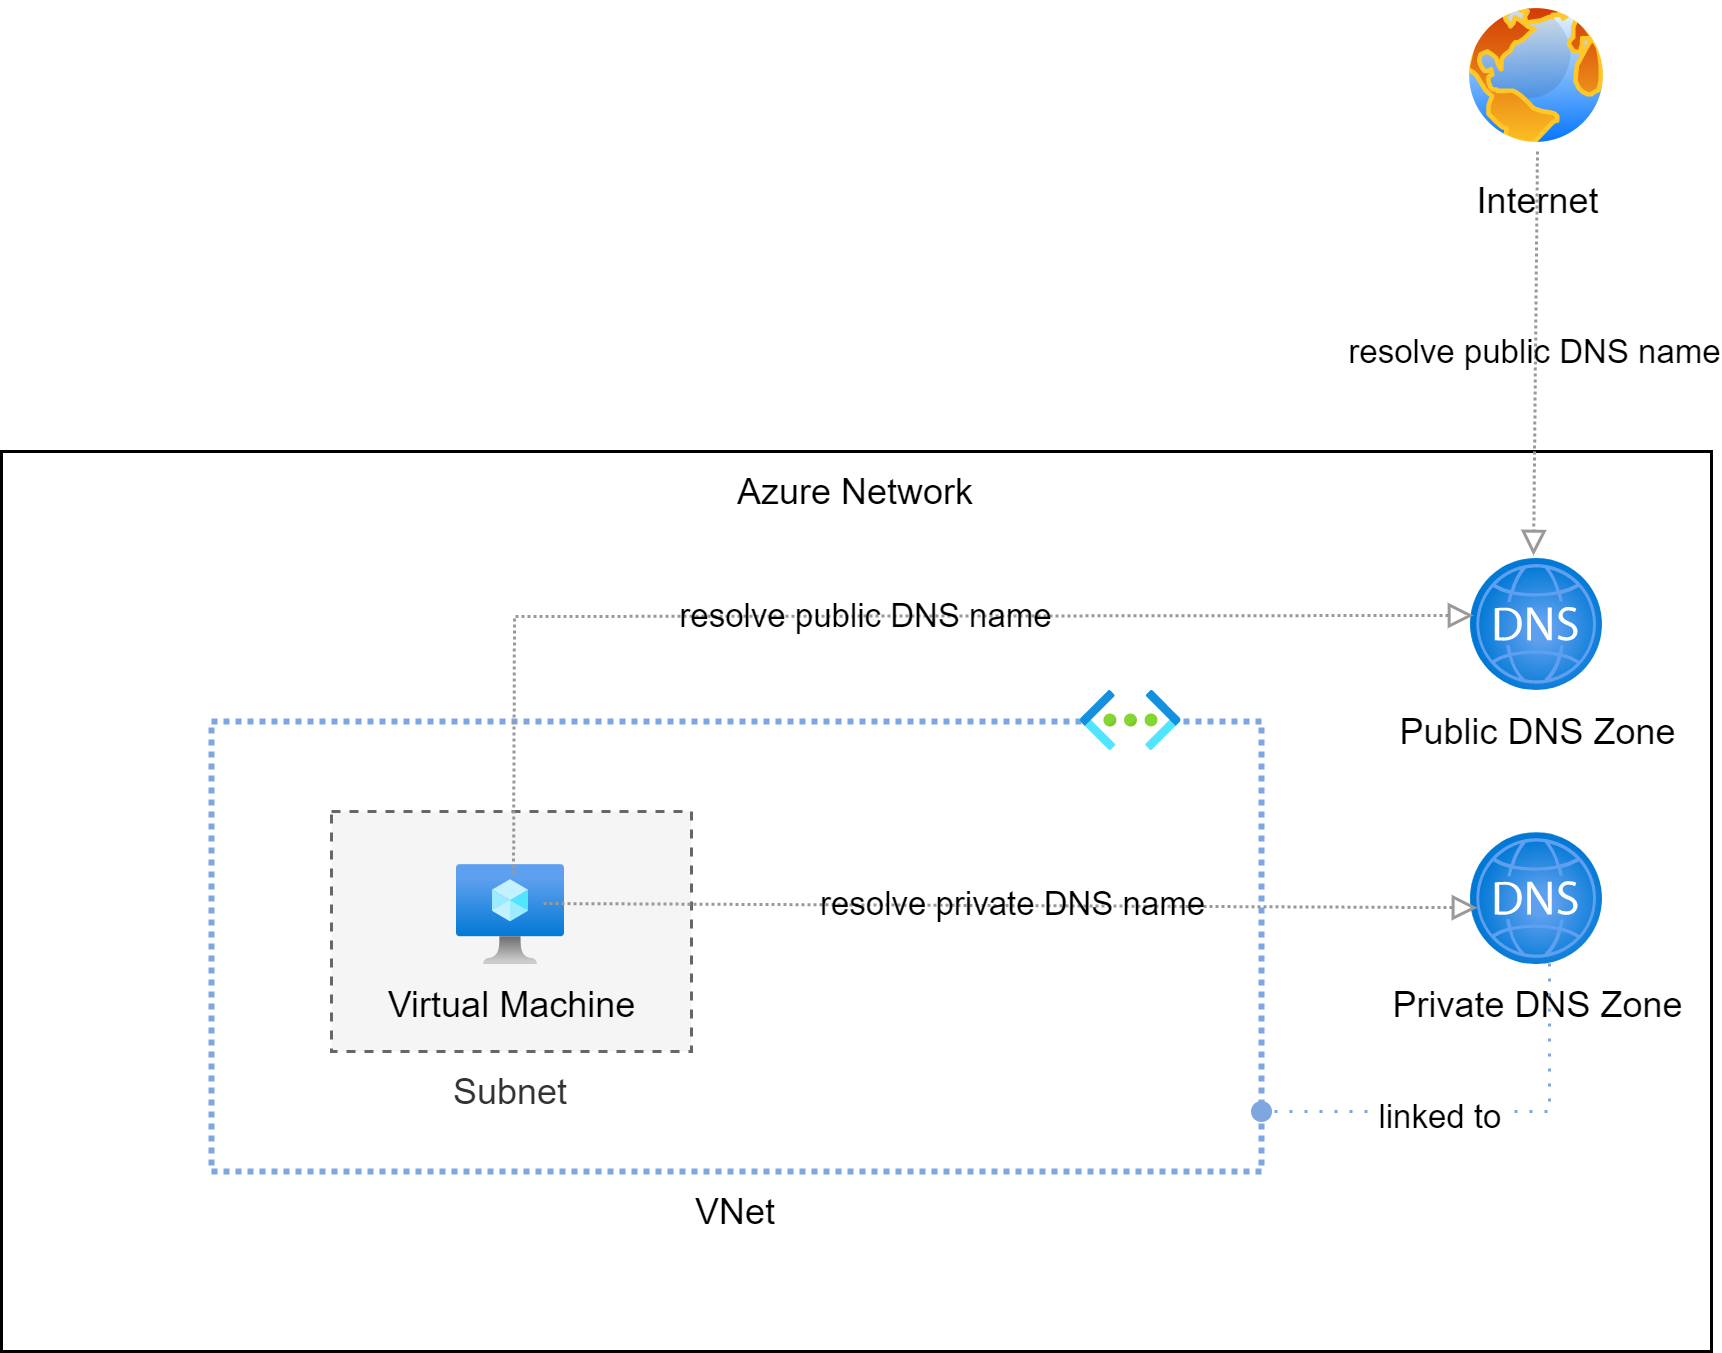 Internet
resolve public DNS name
Azure Network
resolve public DNS name
DNS
Public DNS Zone
resolve private DNS name
DNS
Virtual Machine
Private DNS Zone
Subnet
linked to
VNet